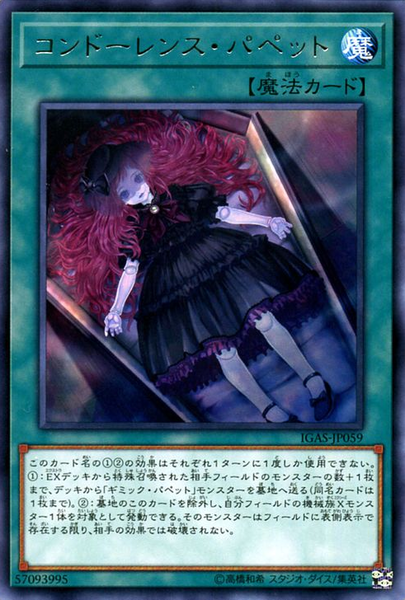 コンドーレンス・パペット
魔
【魔法カード】
IGAS-JP059
このカード名の①②の効果はそれぞれ1ターンに1度しか使用できない。
①:EXデッキから特殊召喚された相手フィールドのモンスターの数+1枚
まで、デッキから「ギミック・パペット」モンスターを墓地へ送る(同名カードは
1枚まで)。②:墓地のこのカードを除外し、自分フィールドの機械族Xモン
スター1体を対象として発動できる。そのモンスターはフィールドに表側表示で
存在する限り、相手の効果では破壊されない。
57093995
©高橋和希 スタジオ・ダイス/集英社